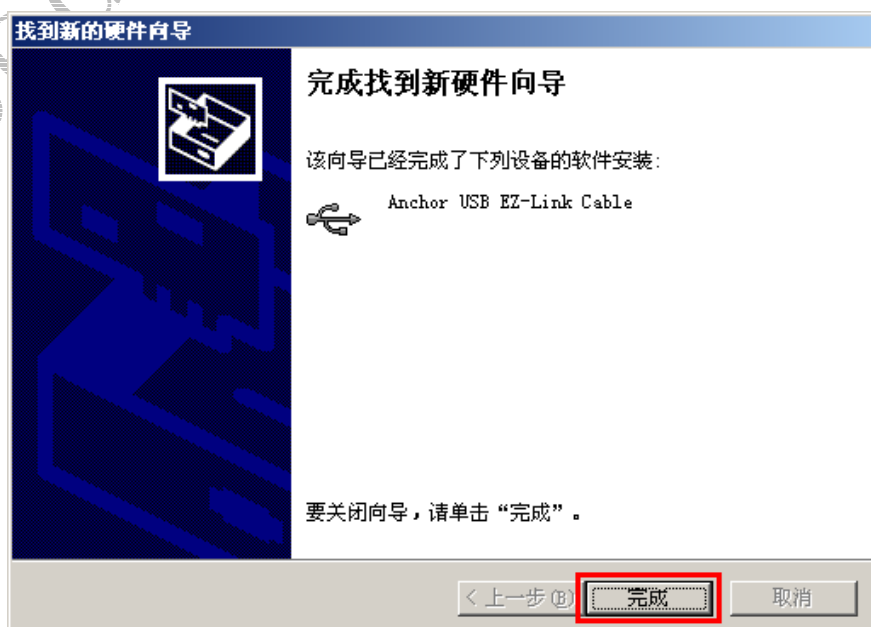 找到新的硬件向导
完成找到新硬件向导
该向导已经完成了下列设备的软件安装:
Anchor USB EZ-Link Cable
要关闭向导，请单击“完成”。
< 上一步(B) 完成 取消